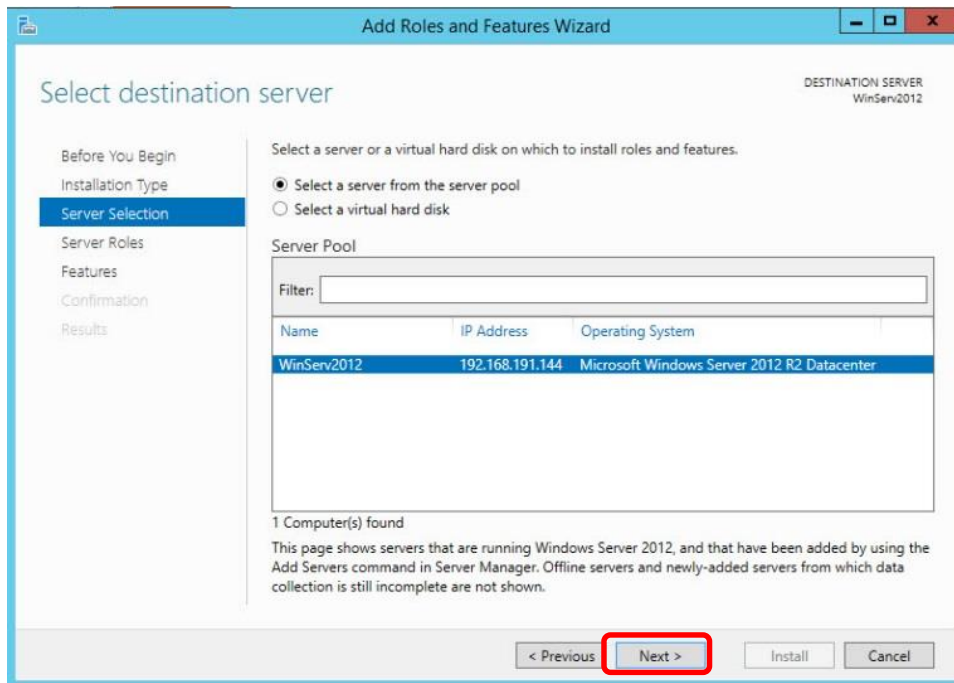 Add Roles and Features Wizard
Select destination server
DESTINATION SERVER
WinServ2012
Before You Begin
Installation Type
Server Selection
Server Roles
Features
Confirmation
Results
Select a server or a virtual hard disk on which to install roles and features.
Select a server from the server pool
Select a virtual hard disk
Server Pool
Filter:
Name IP Address Operating System
WinServ2012 192.168.191.144 Microsoft Windows Server 2012 R2 Datacenter
1 Computer(s) found
This page shows servers that are running Windows Server 2012, and that have been added by using the
Add Servers command in Server Manager. Offline servers and newly-added servers from which data
collection is still incomplete are not shown.
< Previous Next > Install Cancel